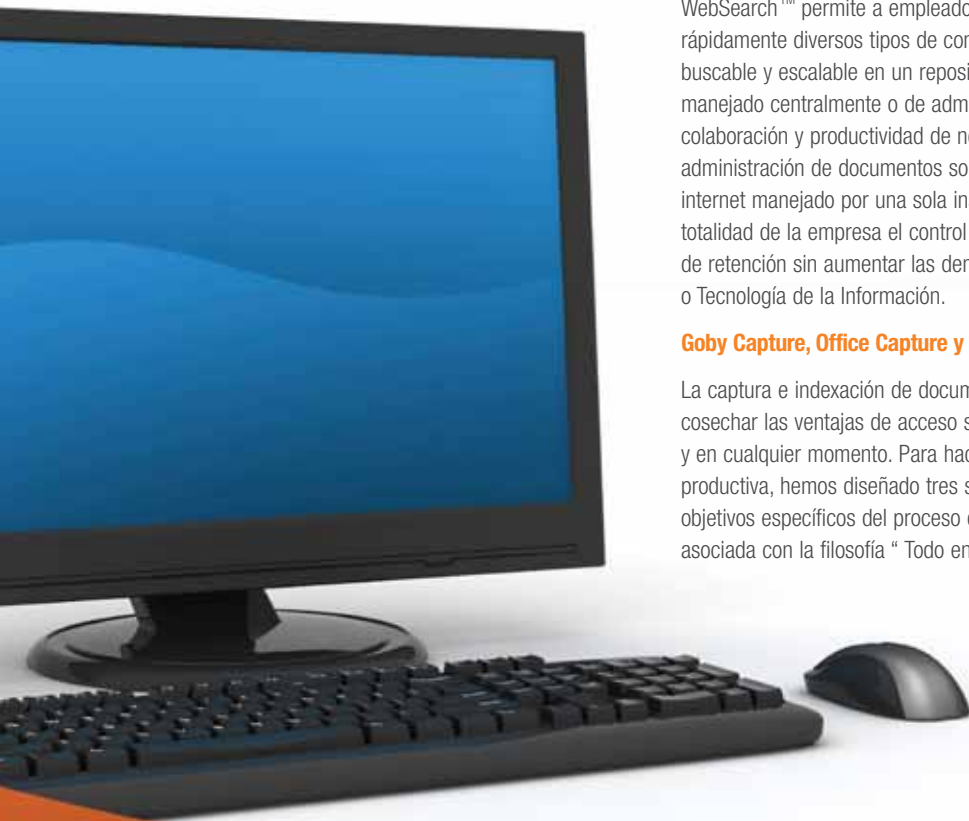 WebSearch™ permite a empleado
rápidamente diversos tipos de con
buscable y escalable en un reposi
manejado centralmente o de adm
colaboración y productividad de n
administración de documentos so
internet manejado por una sola in
totalidad de la empresa el control
de retención sin aumentar las den
o Tecnología de la Información.
Goby Capture, Office Capture y
La captura e indexación de docum
cosechar las ventajas de acceso s
y en cualquier momento. Para hac
productiva, hemos diseñado tres s
objetivos específicos del proceso
asociada con la filosofía “ Todo en